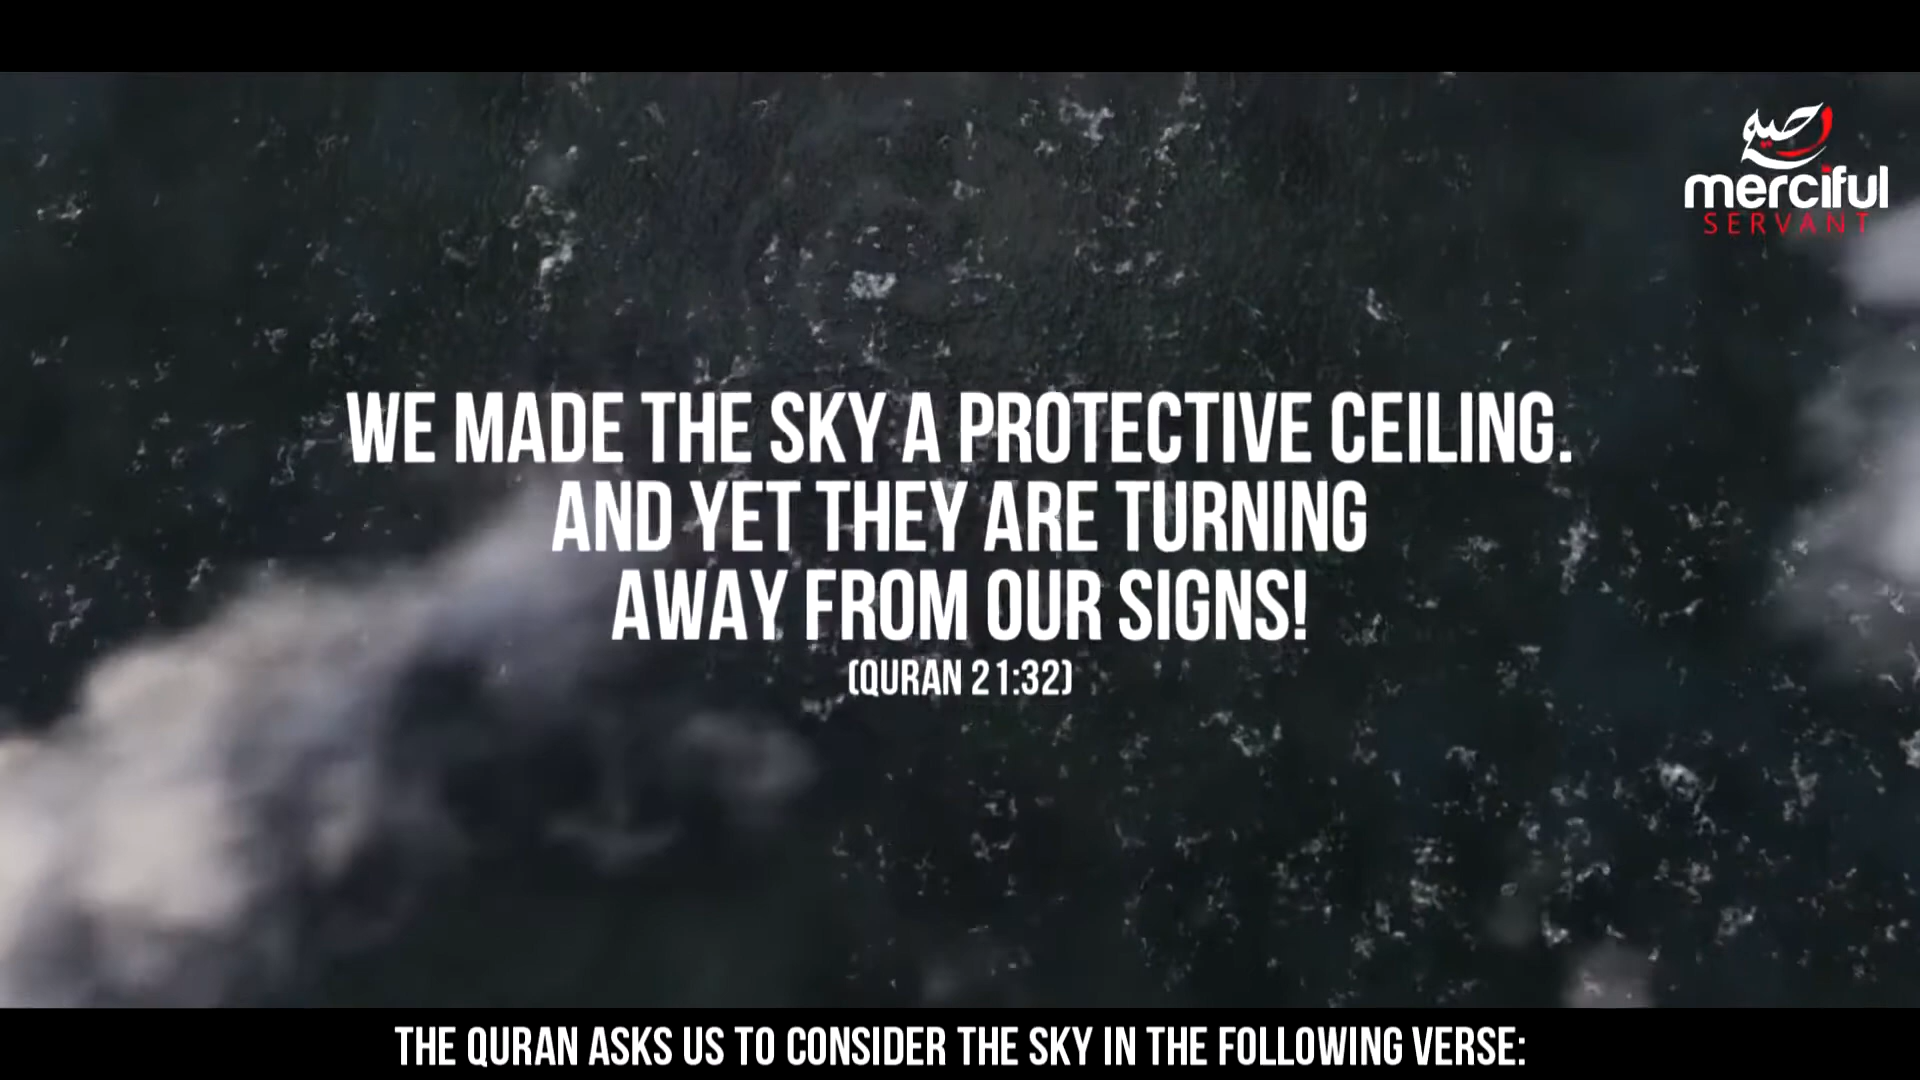 merciful
SERVANT
WE MADE THE SKY A PROTECTIVE CEILING.
AND YET THEY ARE TURNING
AWAY FROM OUR SIGNS!
(QURAN 21:32)
THE QURAN ASKS US TO CONSIDER THE SKY IN THE FOLLOWING VERSE: